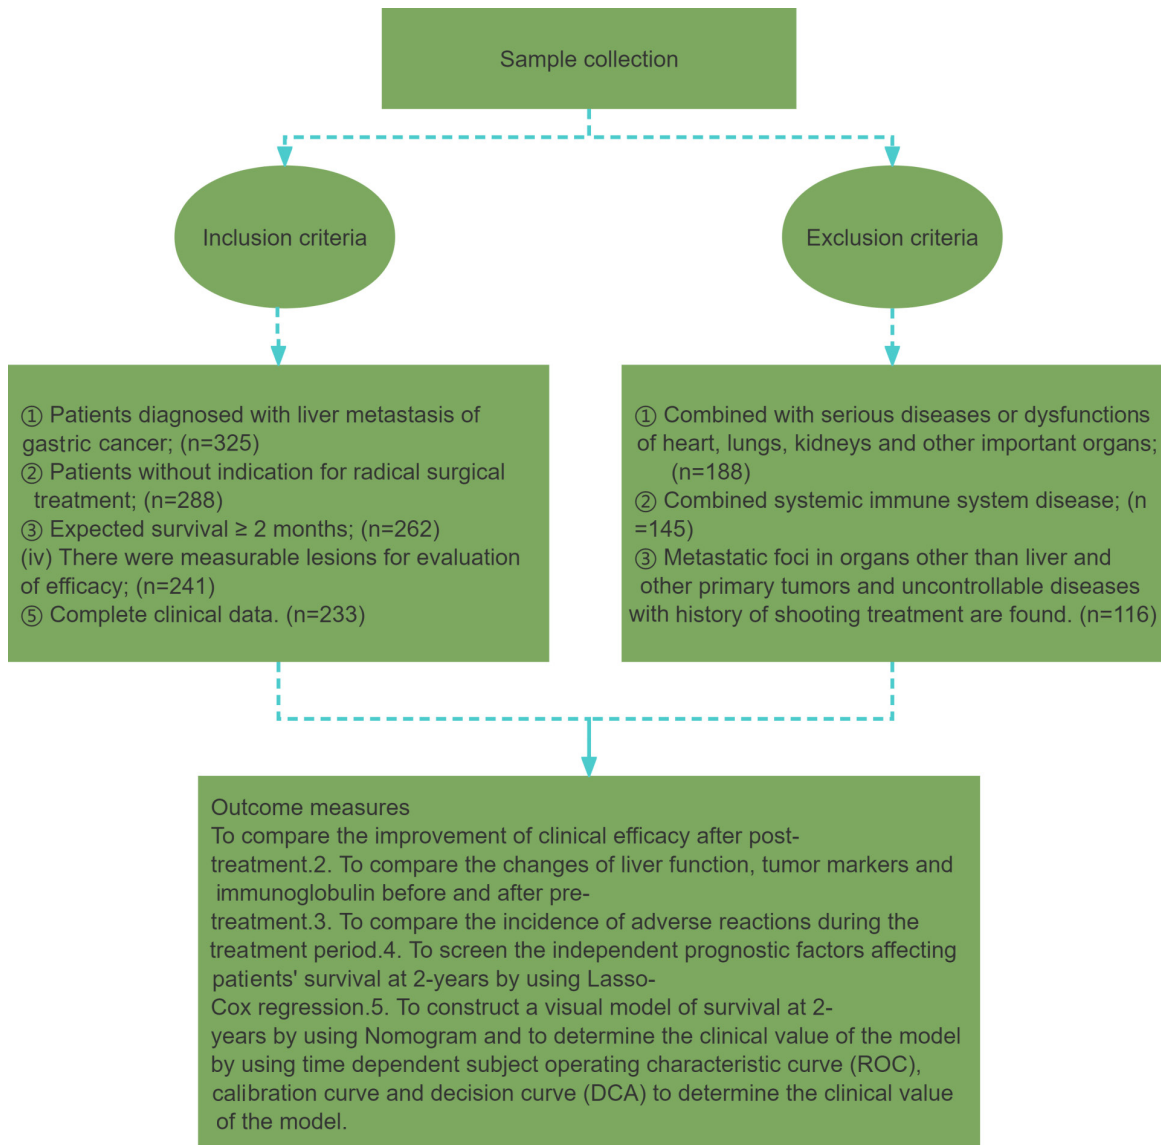 Sample collection
Inclusion criteria
Exclusion criteria
① Patients diagnosed with liver metastasis of
gastric cancer; (n=325)
② Patients without indication for radical surgical
treatment; (n=288)
③ Expected survival ≥ 2 months; (n=262)
(iv) There were measurable lesions for evaluation
of efficacy; (n=241)
⑤ Complete clinical data. (n=233)
① Combined with serious diseases or dysfunctions
of heart, lungs, kidneys and other important organs;
(n=188)
② Combined systemic immune system disease; (n
=145)
③ Metastatic foci in organs other than liver and
other primary tumors and uncontrollable diseases
with history of shooting treatment are found. (n=116)
Outcome measures
To compare the improvement of clinical efficacy after post-
treatment.2. To compare the changes of liver function, tumor markers and
immunoglobulin before and after pre-
treatment.3. To compare the incidence of adverse reactions during the
treatment period.4. To screen the independent prognostic factors affecting
patients' survival at 2-years by using Lasso-
Cox regression.5. To construct a visual model of survival at 2-
years by using Nomogram and to determine the clinical value of the model
by using time dependent subject operating characteristic curve (ROC),
calibration curve and decision curve (DCA) to determine the clinical value
of the model.